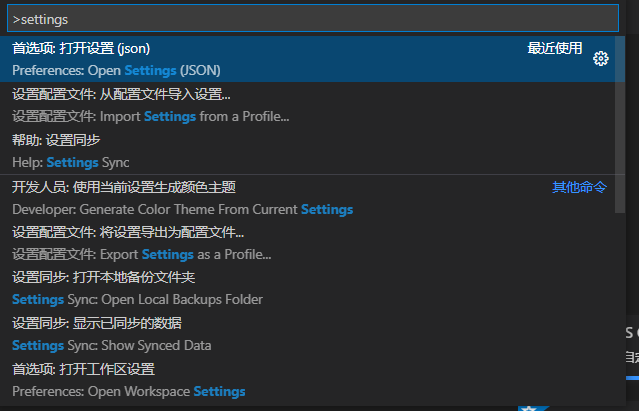 >settings
首选项: 打开设置 (json) 最近使用
Preferences: Open Settings (JSON)
设置配置文件: 从配置文件导入设置...
设置配置文件: Import Settings from a Profile...
帮助: 设置同步
Help: Settings Sync
开发人员: 使用当前设置生成颜色主题 其他命令
Developer: Generate Color Theme From Current Settings
设置配置文件: 将设置导出为配置文件...
设置配置文件: Export Settings as a Profile...
设置同步: 打开本地备份文件夹
Settings Sync: Open Local Backups Folder
设置同步: 显示已同步的数据
Settings Sync: Show Synced Data
S
自定
首选项: 打开工作区设置
Preferences: Open Workspace Settings